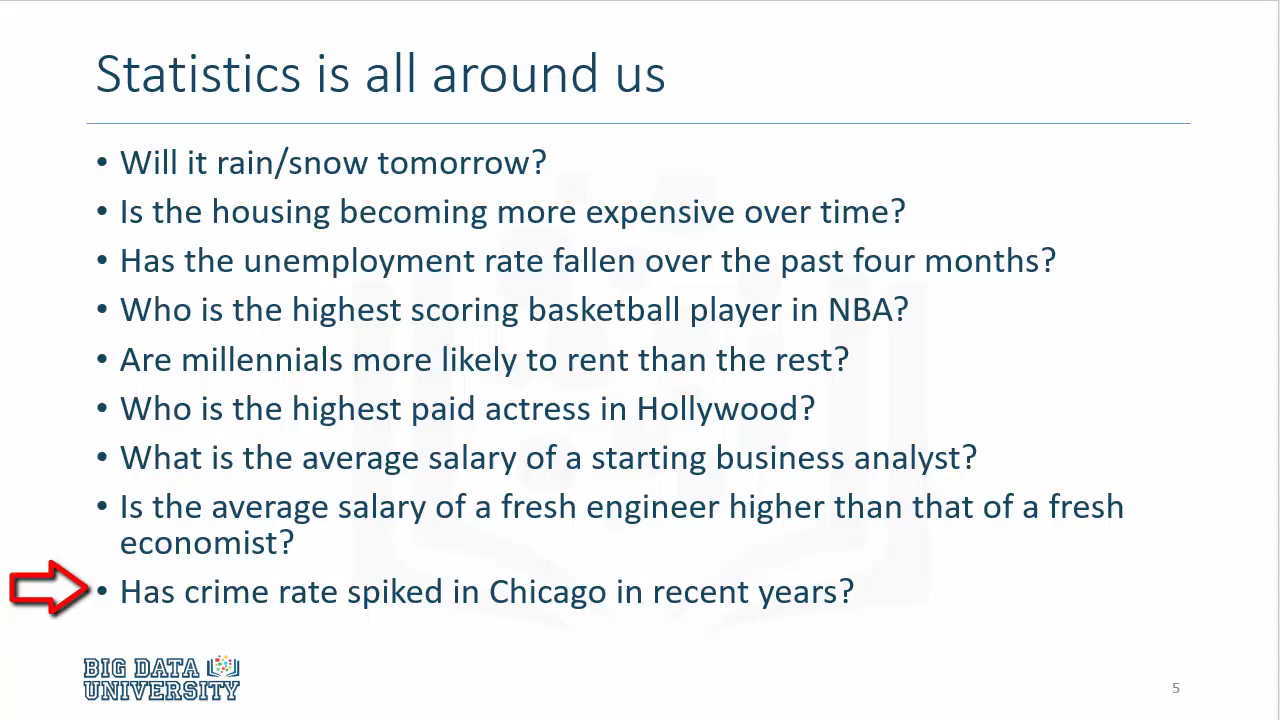 Statistics is all around us
• Will it rain/snow tomorrow?
• Is the housing becoming more expensive over time?
• Has the unemployment rate fallen over the past four months?
• Who is the highest scoring basketball player in NBA?
• Are millennials more likely to rent than the rest?
• Who is the highest paid actress in Hollywood?
• What is the average salary of a starting business analyst?
• Is the average salary of a fresh engineer higher than that of a fresh
economist?
• Has crime rate spiked in Chicago in recent years?
BIG DATA
UNIVERSITY
5